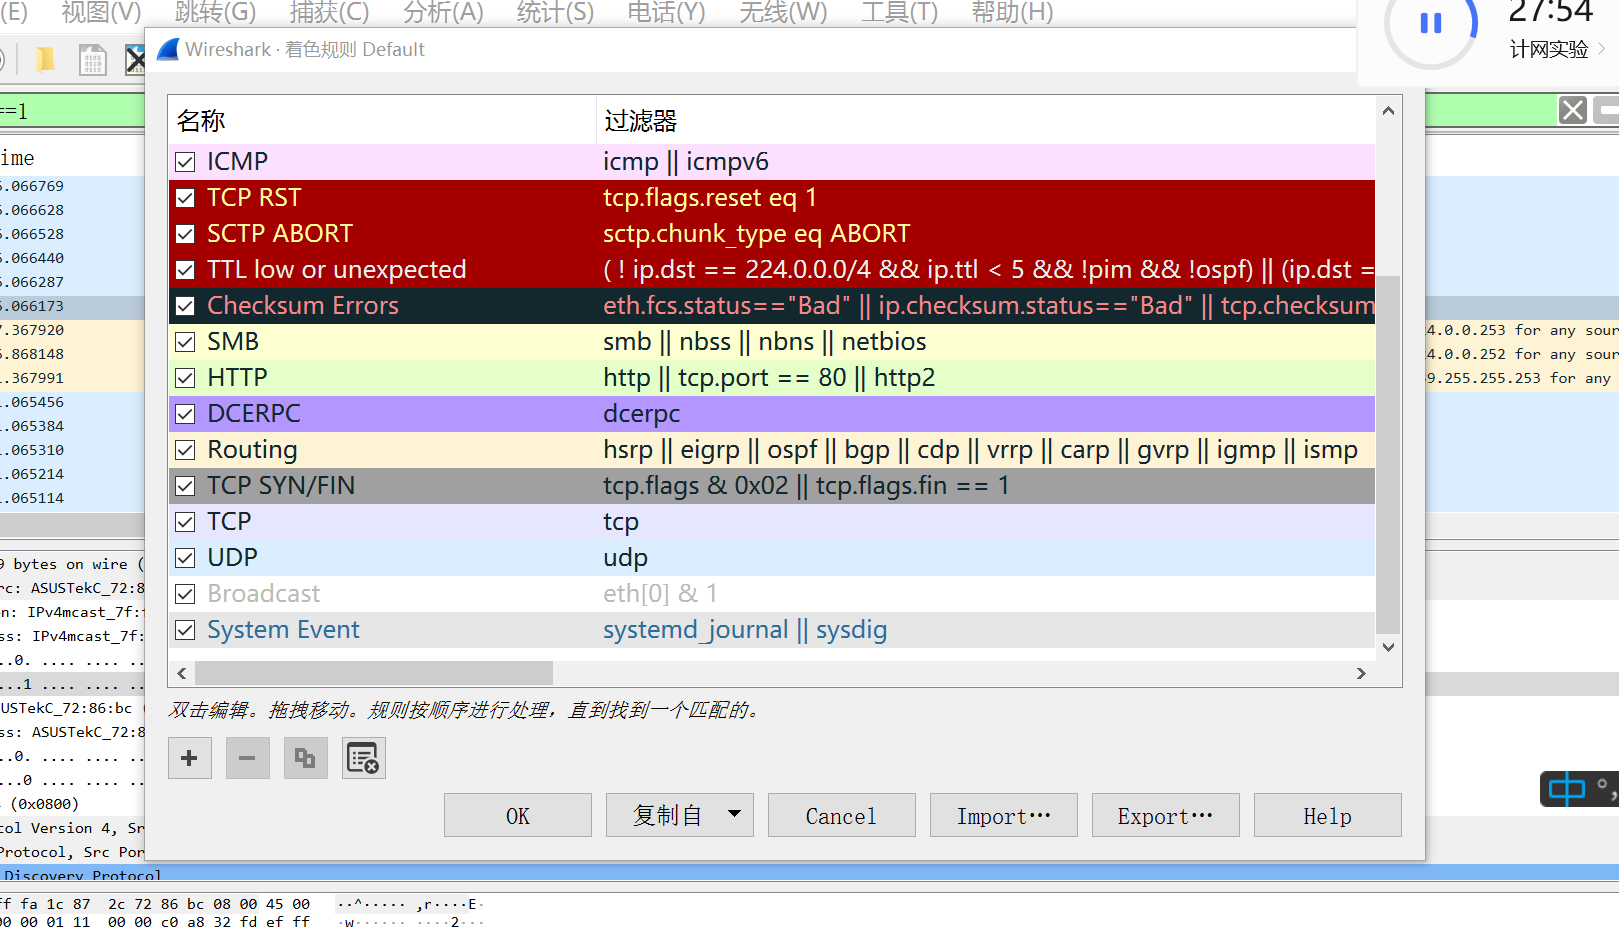 (E) 视图(V) 跳转(G) 捕获(C) 分析(A) 统计(S) 电话(Y) 无线(W) 工具(T) 帮助(H)
27:54
计网实验
Wireshark · 着色规则 Default
==1
名称 过滤器
ICMP icmp || icmpv6
TCP RST tcp.flags.reset eq 1
SCTP ABORT sctp.chunk_type eq ABORT
TTL low or unexpected ( ! ip.dst == 224.0.0.0/4 && ip.ttl < 5 && !pim && !ospf) || (ip.dst =
Checksum Errors eth.fcs.status=="Bad" || ip.checksum.status=="Bad" || tcp.checksum
SMB smb || nbss || nbns || netbios
HTTP http || tcp.port == 80 || http2
DCERPC dcerpc
Routing hsrp || eigrp || ospf || bgp || cdp || vrrp || carp || gvrp || igmp || ismp
TCP SYN/FIN tcp.flags & 0x02 || tcp.flags.fin == 1
TCP tcp
UDP udp
Broadcast eth[0] & 1
System Event systemd_journal || sysdig
双击编辑。拖拽移动。规则按顺序进行处理，直到找到一个匹配的。
OK 复制自 Cancel Import… Export… Help
ime
.066769
.066628
.066528
.066440
.066287
.066173
.367920
.868148
.367991
.065456
.065384
.065310
.065214
.065114
4.0.0.253 for any sour
4.0.0.252 for any sour
9.255.255.253 for any
9 bytes on wire (
rc: ASUSTekC_72:8
on: IPv4mcast_7f:
ss: IPv4mcast_7f:
..0. .... .... ..
...1 .... .... ..
USTekC_72:86:bc
ss: ASUSTekC_72:8
..0. .... .... ..
...0 .... .... ..
(0x0800)
col Version 4, Sr
Protocol, Src Por
Discovery Protocol
ff fa 1c 87 2c 72 86 bc 08 00 45 00 ··^····· ,r····E·
00 00 01 11 00 00 c0 a8 32 fd ef ff ·w······ ····2···
中 °,